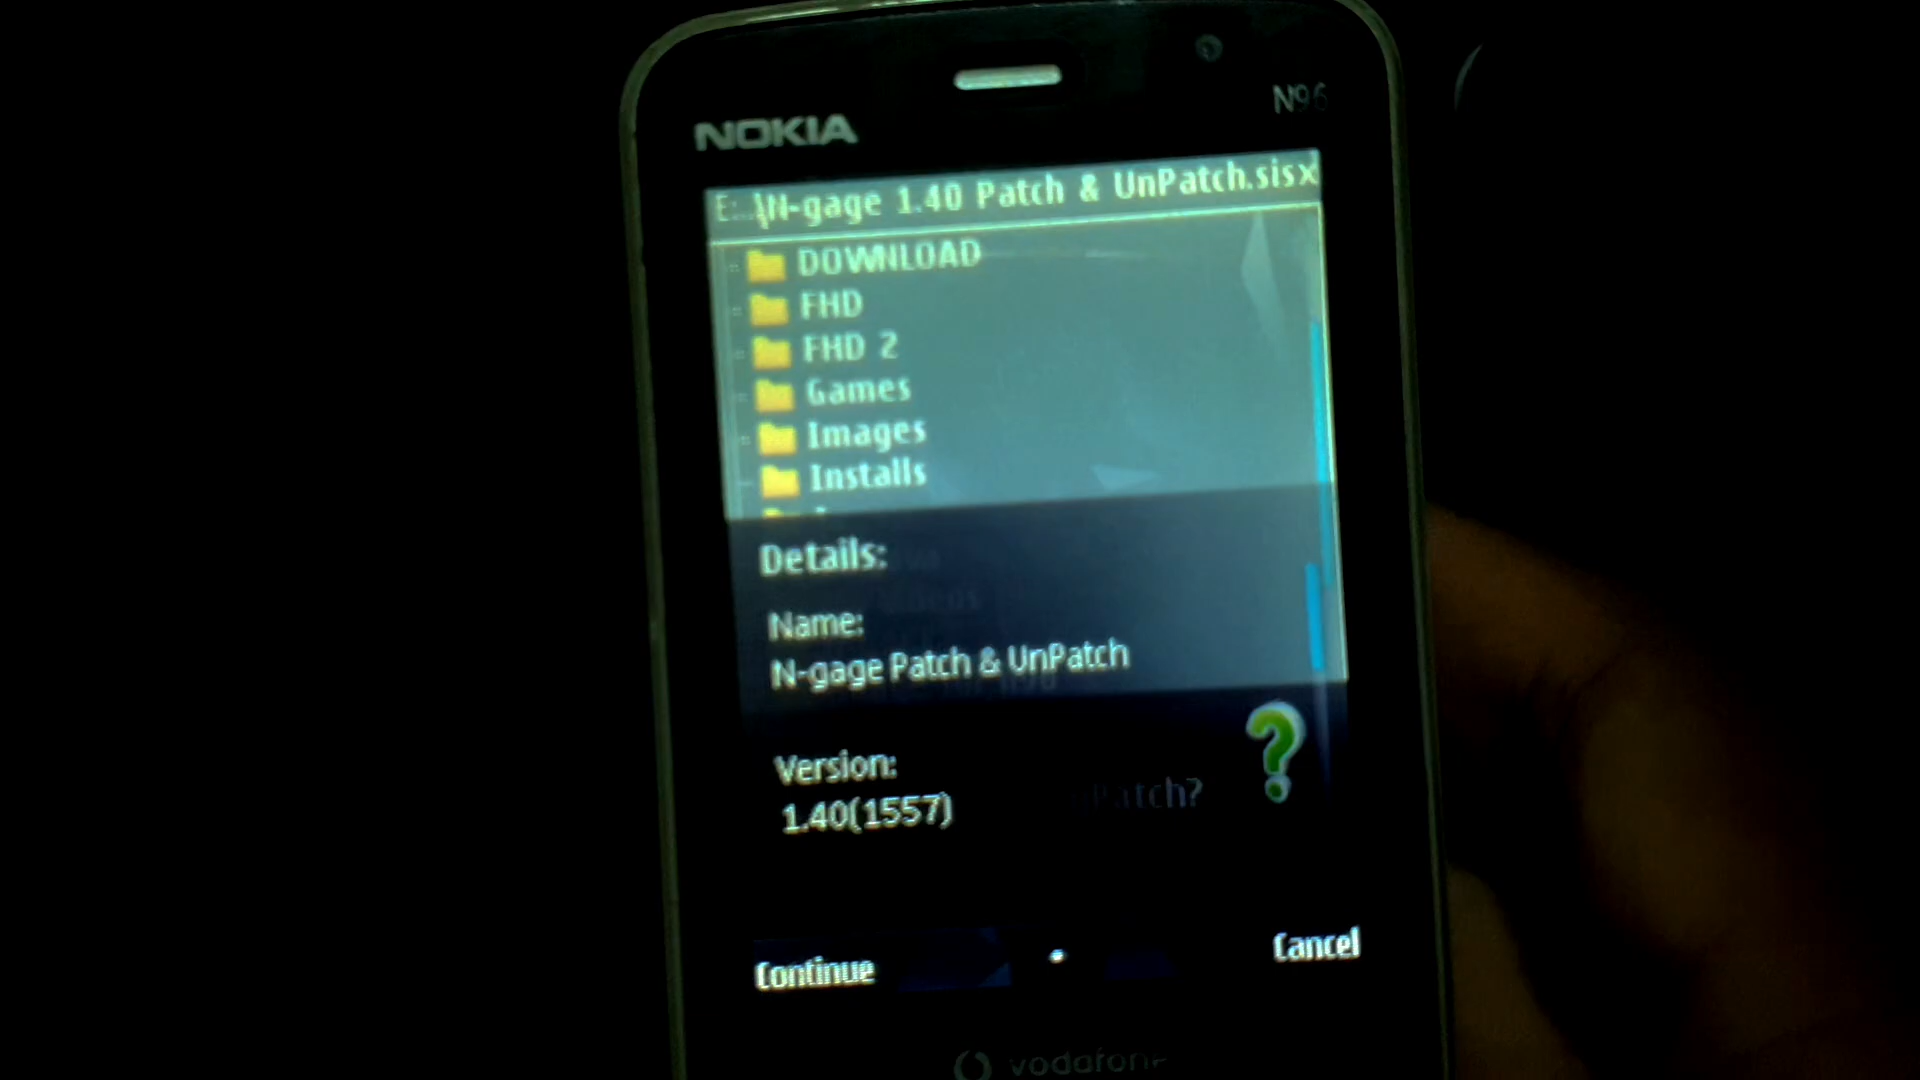 N96
NOKIA
E:..\N-gage 1.40 Patch & UnPatch.sisx
DOWNLOAD
FHD
FHD 2
Games
Images
Installs
Details:
Name:
N-gage Patch & UnPatch
Version:
1.40(1557)
Patch?
Continue
Cancel
vodafone